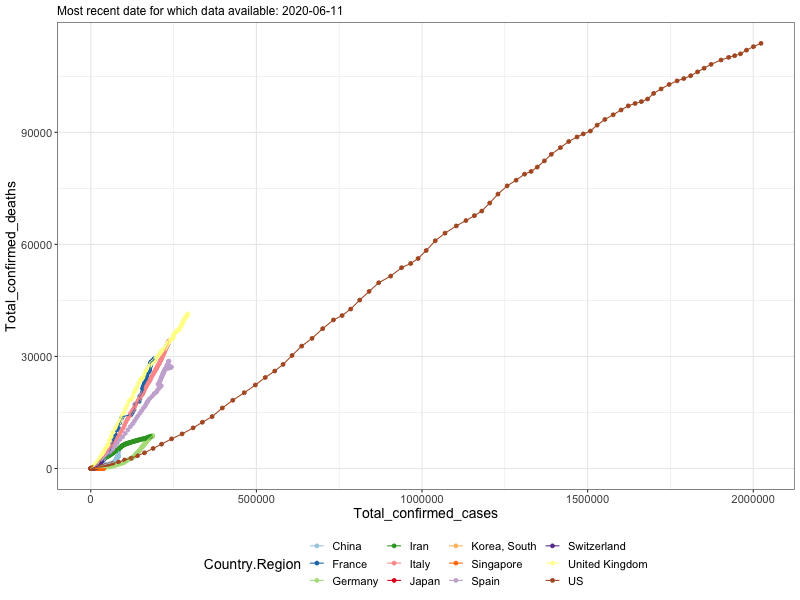 Most recent date for which data available: 2020-06-11
Total_confirmed_deaths
90000
60000
30000
0
0 500000 1000000 1500000 2000000
Total_confirmed_cases
Country.Region
China Iran Korea, South Switzerland
France Italy Singapore United Kingdom
Germany Japan Spain US